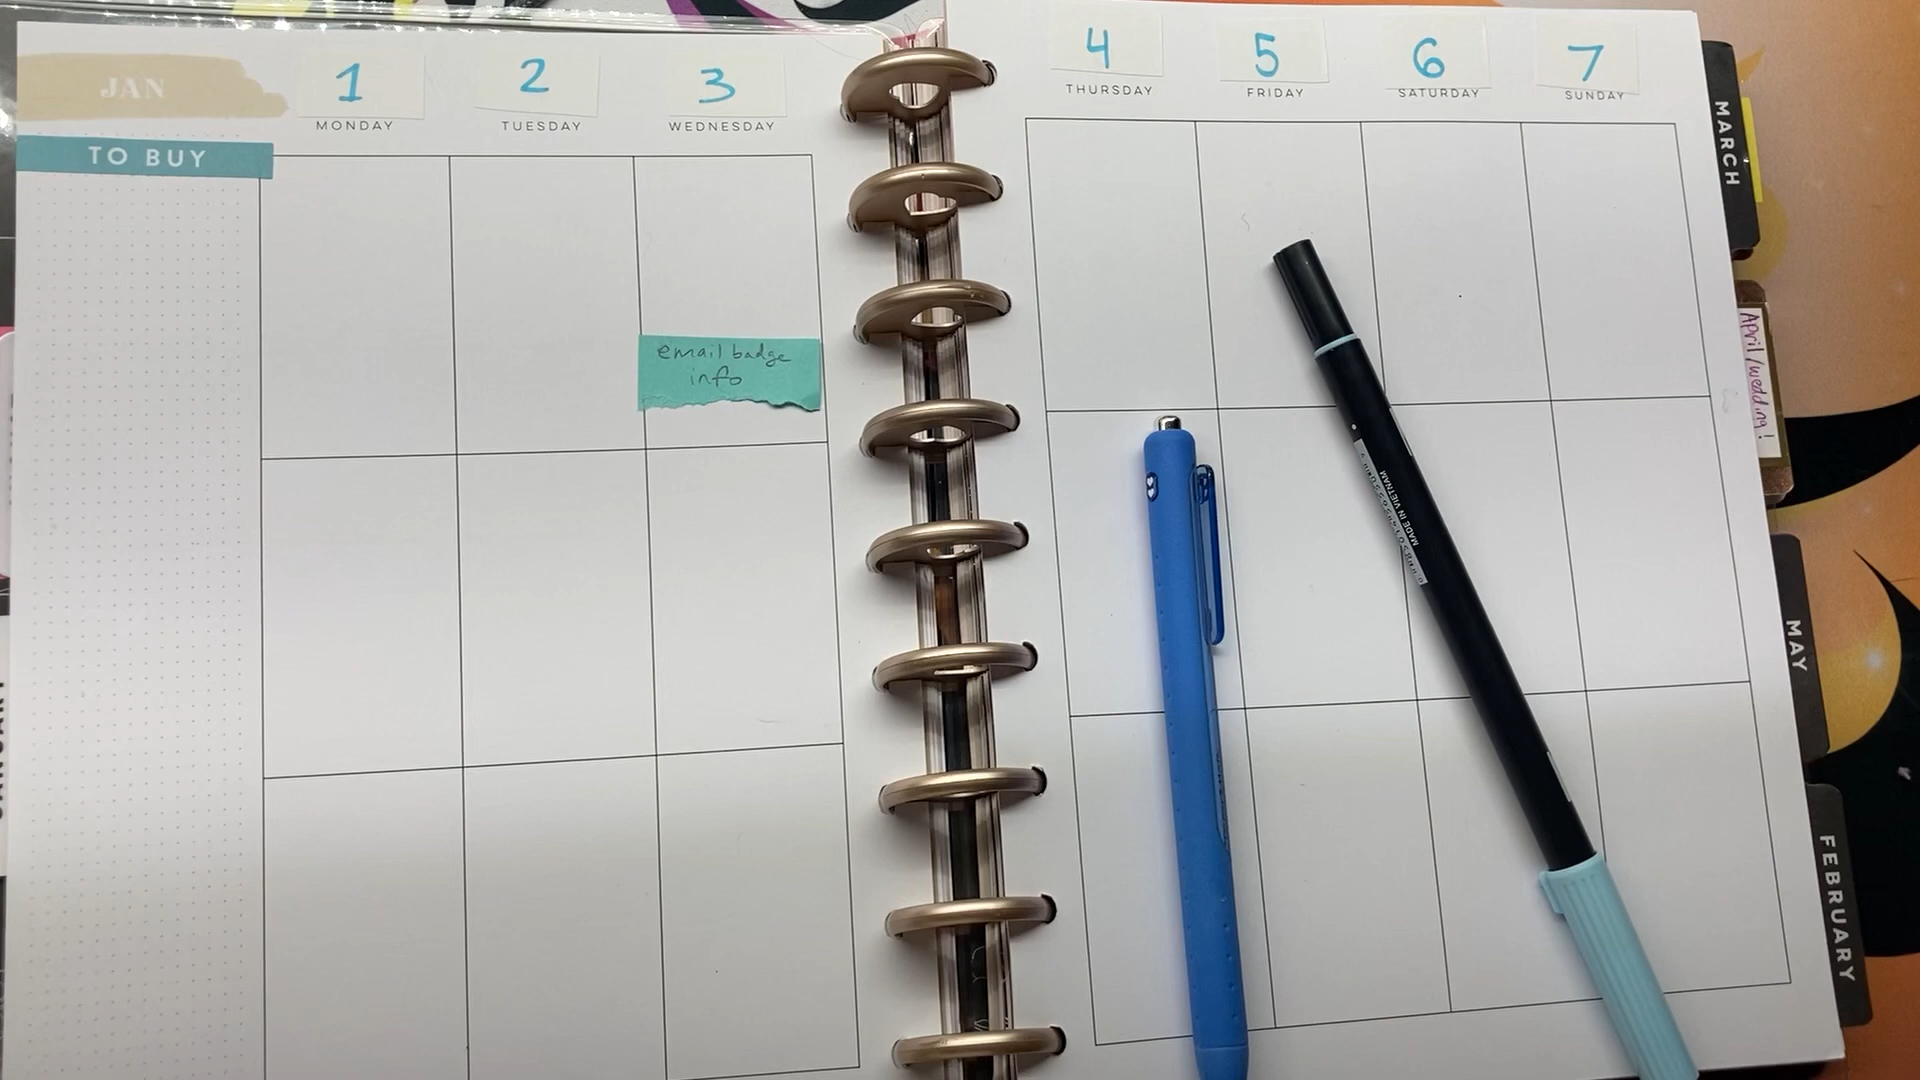 JAN
1 2 3
MONDAY TUESDAY WEDNESDAY
TO BUY
email badge
info
4 5 6 7
THURSDAY FRIDAY SATURDAY SUNDAY
MADE IN VIETNAM
MARCH
April/wedding!
MAY
FEBRUARY